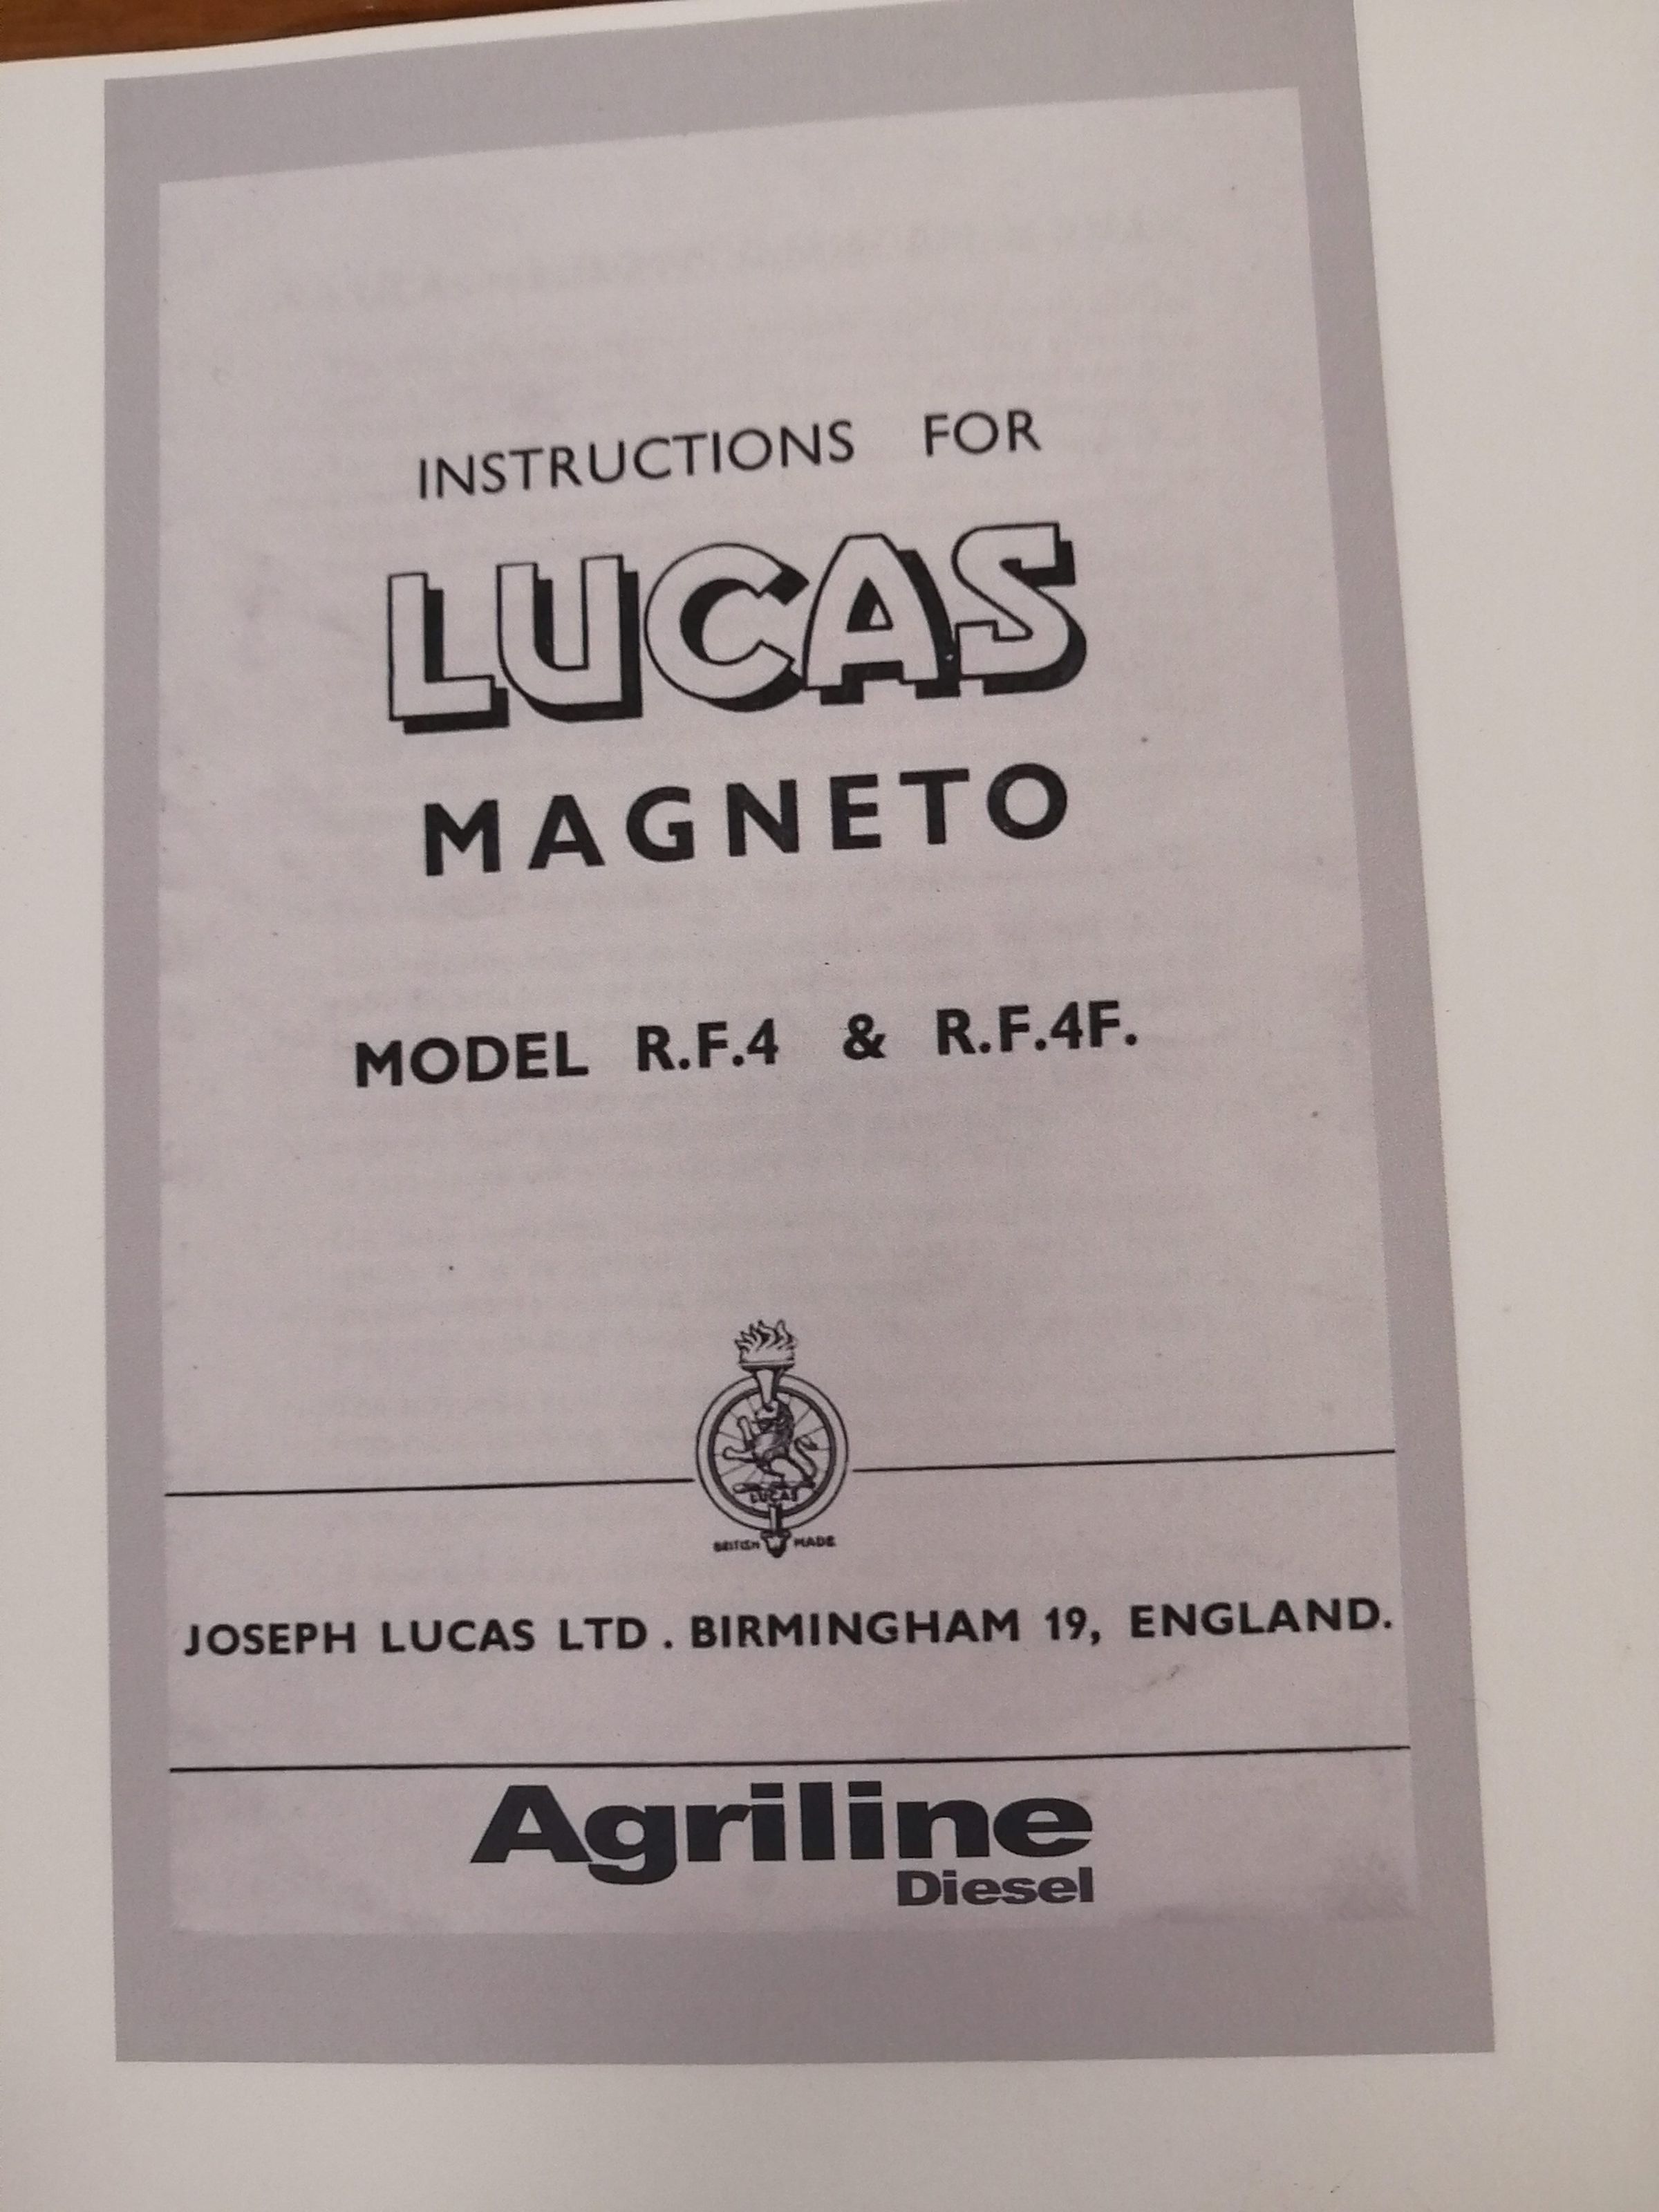 INSTRUCTIONS FOR
LUCAS
MAGNETO
MODEL R.F.4 & R.F.4F.
LUCAS
BRITISH MADE
JOSEPH LUCAS LTD . BIRMINGHAM 19, ENGLAND.
Agriline
Diesel